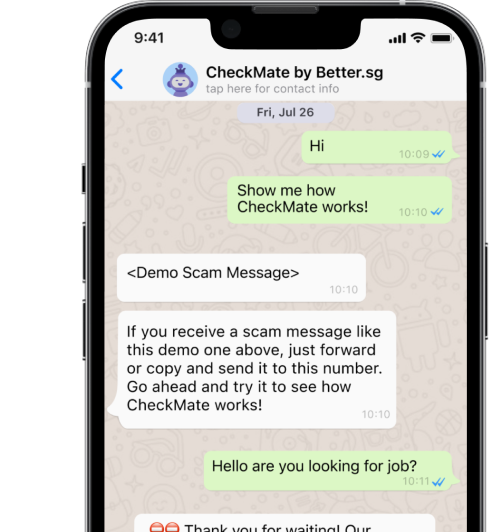 9:41
CheckMate by Better.sg
tap here for contact info
Fri, Jul 26
Hi
10:09
Show me how
CheckMate works!
10:10
<Demo Scam Message>
10:10
If you receive a scam message like
this demo one above, just forward
or copy and send it to this number.
Go ahead and try it to see how
CheckMate works!
10:10
Hello are you looking for job?
10:11
Thank you for waiting! Our